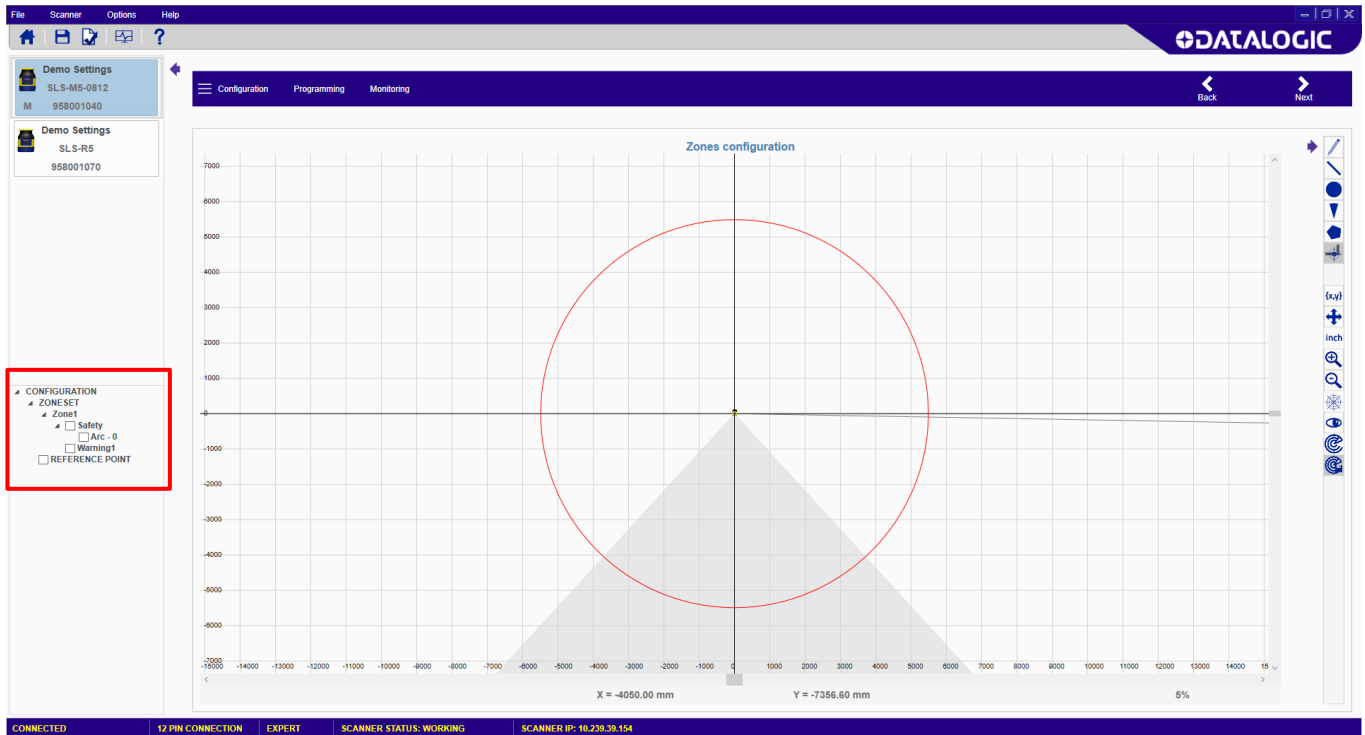 File Scanner Options Help
DATALOGIC
Demo Settings
SLS-M5-0812
M 958001040
Demo Settings
SLS-R5
958001070
Configuration Programming Monitoring Back Next
Zones configuration
7000
6000
5000
4000
3000
2000
1000
0
-1000
-2000
-3000
-4000
-5000
-6000
-7000
-15000 -14000 -13000 -12000 -11000 -10000 -9000 -8000 -7000 -6000 -5000 -4000 -3000 -2000 -1000 0 1000 2000 3000 4000 5000 6000 7000 8000 9000 10000 11000 12000 13000 14000 15
X = -4050.00 mm Y = -7356.60 mm 5%
{x,y}
inch
CONFIGURATION
ZONESET
Zone1
Safety
Arc - 0
Warning1
REFERENCE POINT
CONNECTED 12 PIN CONNECTION EXPERT SCANNER STATUS: WORKING SCANNER IP: 10.239.39.154